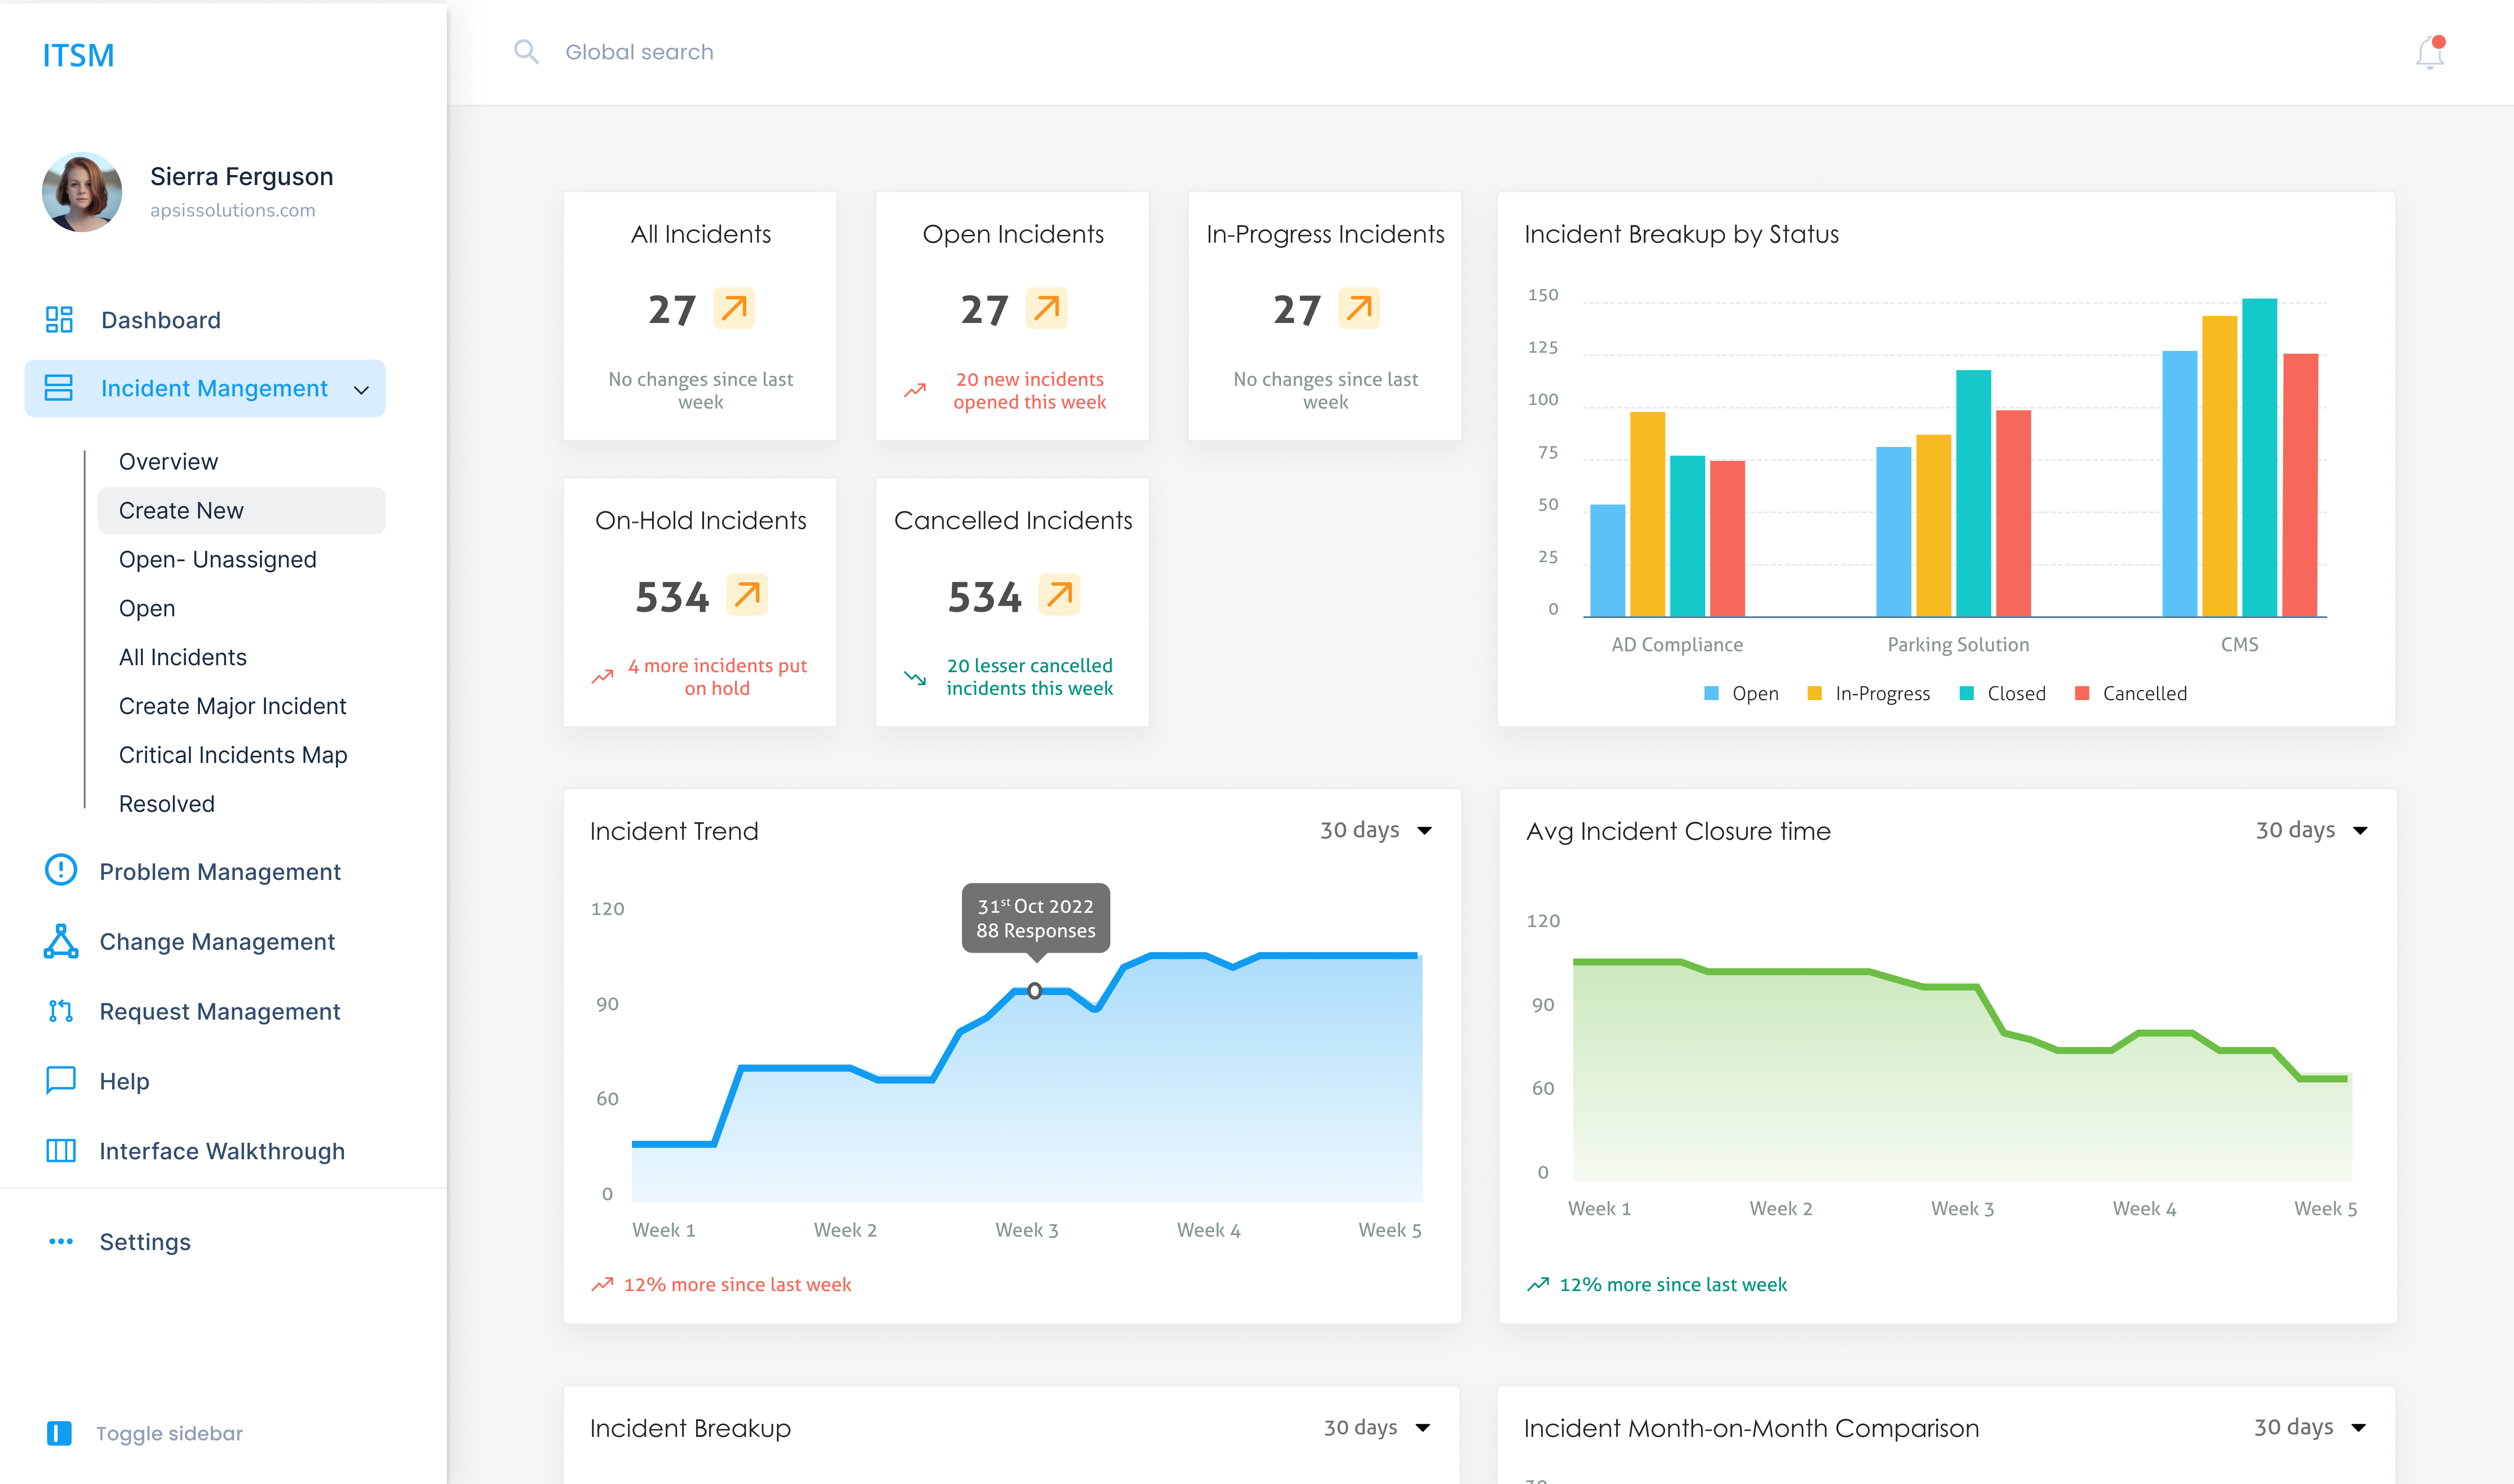 ITSM
Global search
Sierra Ferguson
apsissolutions.com
Dashboard
Incident Mangement
Overview
Create New
Open- Unassigned
Open
All Incidents
Create Major Incident
Critical Incidents Map
Resolved
Problem Management
Change Management
Request Management
Help
Interface Walkthrough
Settings
Toggle sidebar
All Incidents
27
No changes since last
week
Open Incidents
27
20 new incidents
opened this week
In-Progress Incidents
27
No changes since last
week
On-Hold Incidents
534
4 more incidents put
on hold
Cancelled Incidents
534
20 lesser cancelled
incidents this week
Incident Breakup by Status
150
125
100
75
50
25
0
AD Compliance Parking Solution CMS
Open In-Progress Closed Cancelled
Incident Trend 30 days
31st Oct 2022
88 Responses
120
90
60
0
Week 1 Week 2 Week 3 Week 4 Week 5
12% more since last week
Avg Incident Closure time 30 days
120
90
60
0
Week 1 Week 2 Week 3 Week 4 Week 5
12% more since last week
Incident Breakup 30 days
Incident Month-on-Month Comparison 30 days